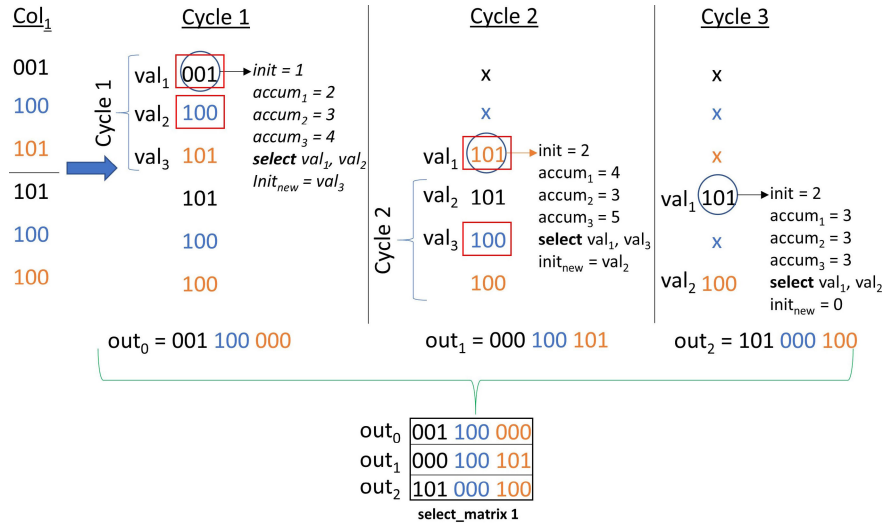 Col₁
001
100
101
101
100
100
Cycle 1
Cycle 1
val₁ 001
val₂ 100
val₃ 101
101
100
100
init = 1
accum₁ = 2
accum₂ = 3
accum₃ = 4
select val₁, val₂
Init_new = val₃
out₀ = 001 100 000
Cycle 2
x
x
val₁ 101
Cycle 2
val₂ 101
val₃ 100
100
init = 2
accum₁ = 4
accum₂ = 3
accum₃ = 5
select val₁, val₃
init_new = val₂
out₁ = 000 100 101
Cycle 3
x
x
x
val₁ 101
x
val₂ 100
init = 2
accum₁ = 3
accum₂ = 3
accum₃ = 3
select val₁, val₂
init_new = 0
out₂ = 101 000 100
out₀ 001 100 000
out₁ 000 100 101
out₂ 101 000 100
select_matrix 1